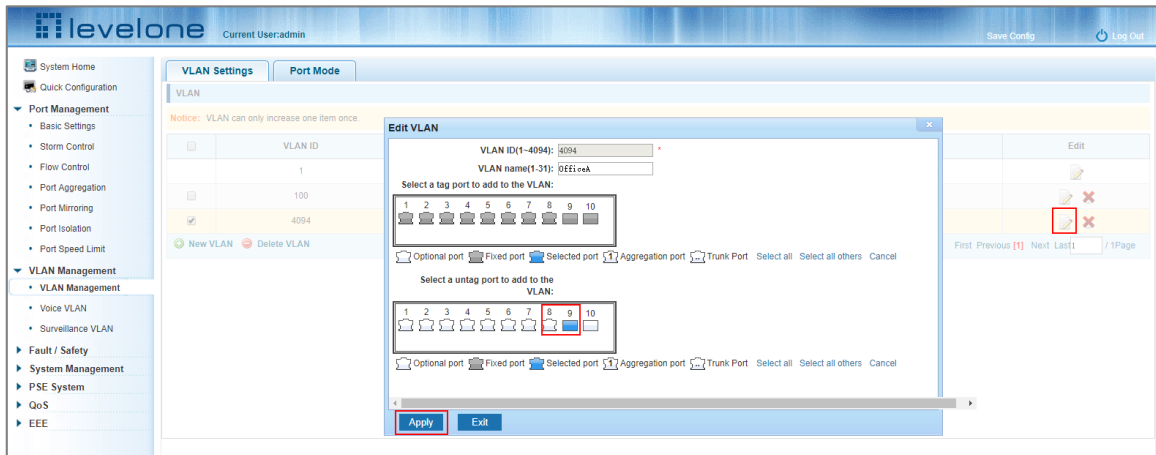 levelone Current User:admin Save Config Log Out
System Home
Quick Configuration
Port Management
Basic Settings
Storm Control
Flow Control
Port Aggregation
Port Mirroring
Port Isolation
Port Speed Limit
VLAN Management
VLAN Management
Voice VLAN
Surveillance VLAN
Fault / Safety
System Management
PSE System
QoS
EEE
VLAN Settings Port Mode
VLAN
Notice: VLAN can only increase one item once.
VLAN ID Edit
1
100
4094
New VLAN Delete VLAN First Previous [1] Next Last 1 / 1Page
Edit VLAN
VLAN ID(1~4094): 4094 *
VLAN name(1-31): OfficeA
Select a tag port to add to the VLAN:
1 2 3 4 5 6 7 8 9 10
Optional port Fixed port Selected port 1 Aggregation port ... Trunk Port Select all Select all others Cancel
Select a untag port to add to the
VLAN:
1 2 3 4 5 6 7 8 9 10
Optional port Fixed port Selected port 1 Aggregation port ... Trunk Port Select all Select all others Cancel
Apply Exit